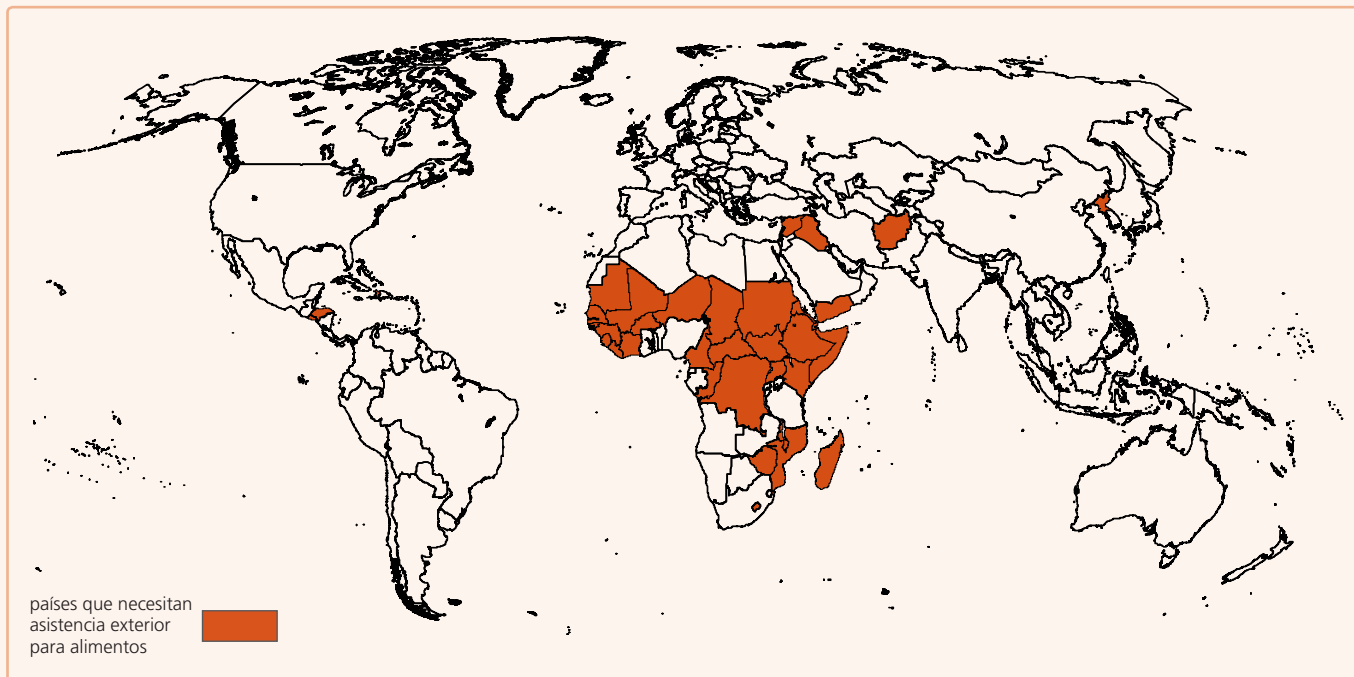 países que necesitan
asistencia exterior
para alimentos